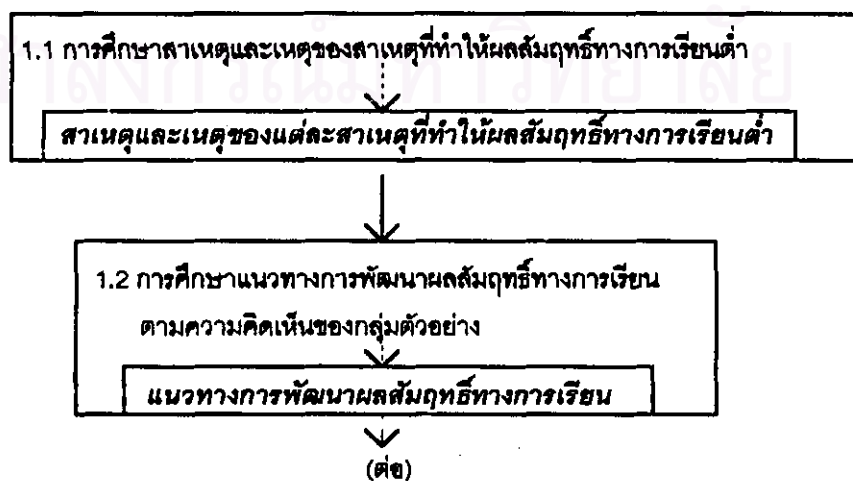 1.1 การศึกษาสาเหตุและเหตุของสาเหตุที่ทำให้ผลสัมฤทธิ์ทางการเรียนต่ำ
สาเหตุและเหตุของแต่ละสาเหตุที่ทำให้ผลสัมฤทธิ์ทางการเรียนต่ำ
1.2 การศึกษาแนวทางการพัฒนาผลสัมฤทธิ์ทางการเรียน
ตามความคิดเห็นของกลุ่มตัวอย่าง
แนวทางการพัฒนาผลสัมฤทธิ์ทางการเรียน
(ต่อ)